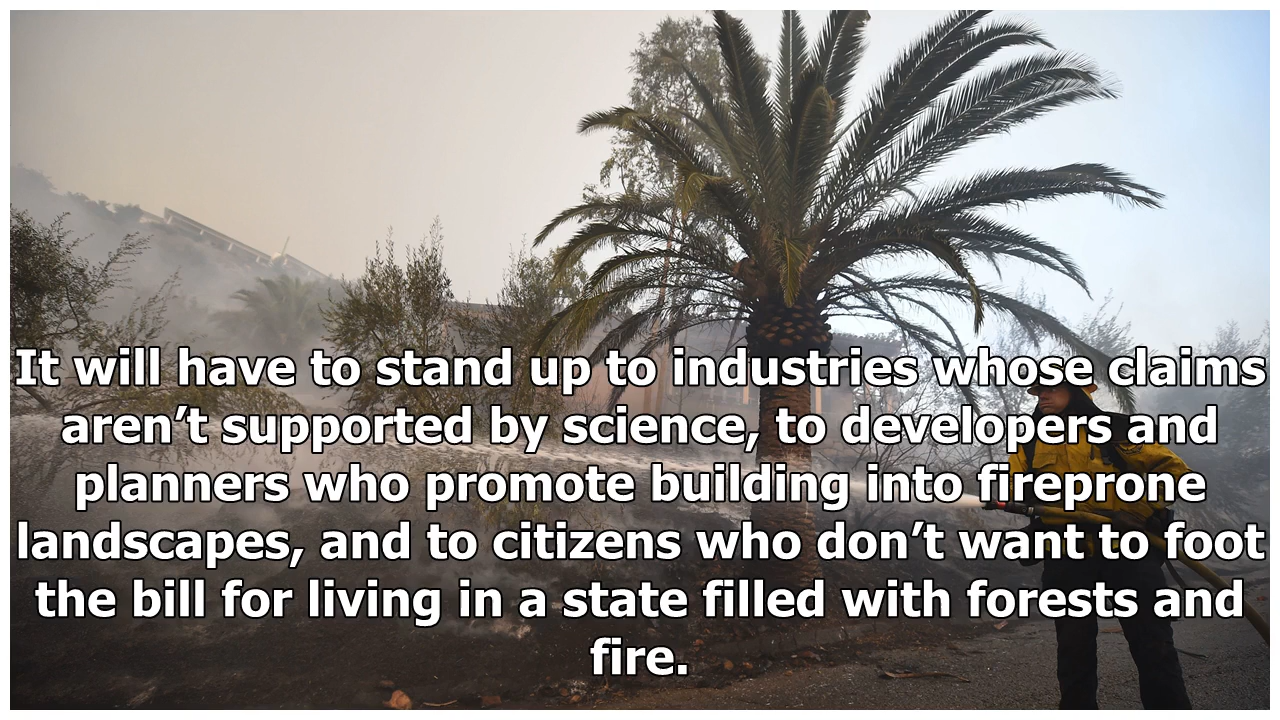 It will have to stand up to industries whose claims
aren’t supported by science, to developers and
planners who promote building into fireprone
landscapes, and to citizens who don’t want to foot
the bill for living in a state filled with forests and
fire.